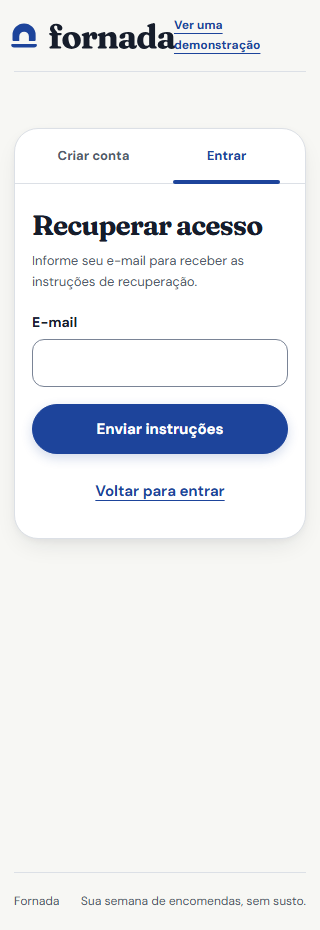 fornada
Ver uma
demonstração
Criar conta
Entrar
Recuperar acesso
Informe seu e-mail para receber as
instruções de recuperação.
E-mail
Enviar instruções
Voltar para entrar
Fornada
Sua semana de encomendas, sem susto.